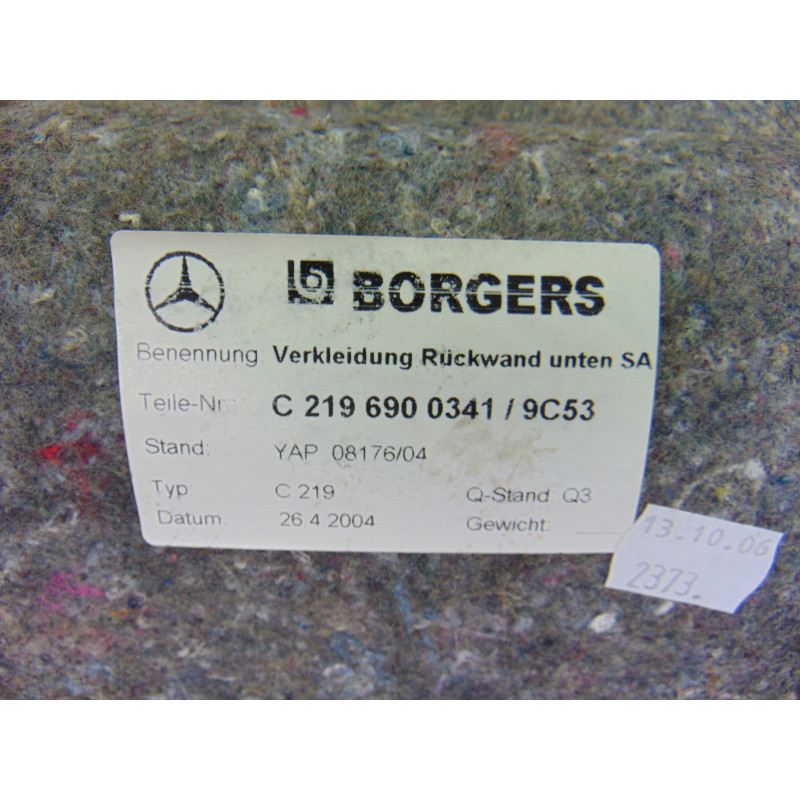 BORGERS
Benennung Verkleidung Rückwand unten SA
Teile-Nr: C 219 690 0341 / 9C53
Stand: YAP 08176/04
Typ: C 219 Q-Stand: Q3
Datum: 26.4.2004 Gewicht:
13.10.06
2373.